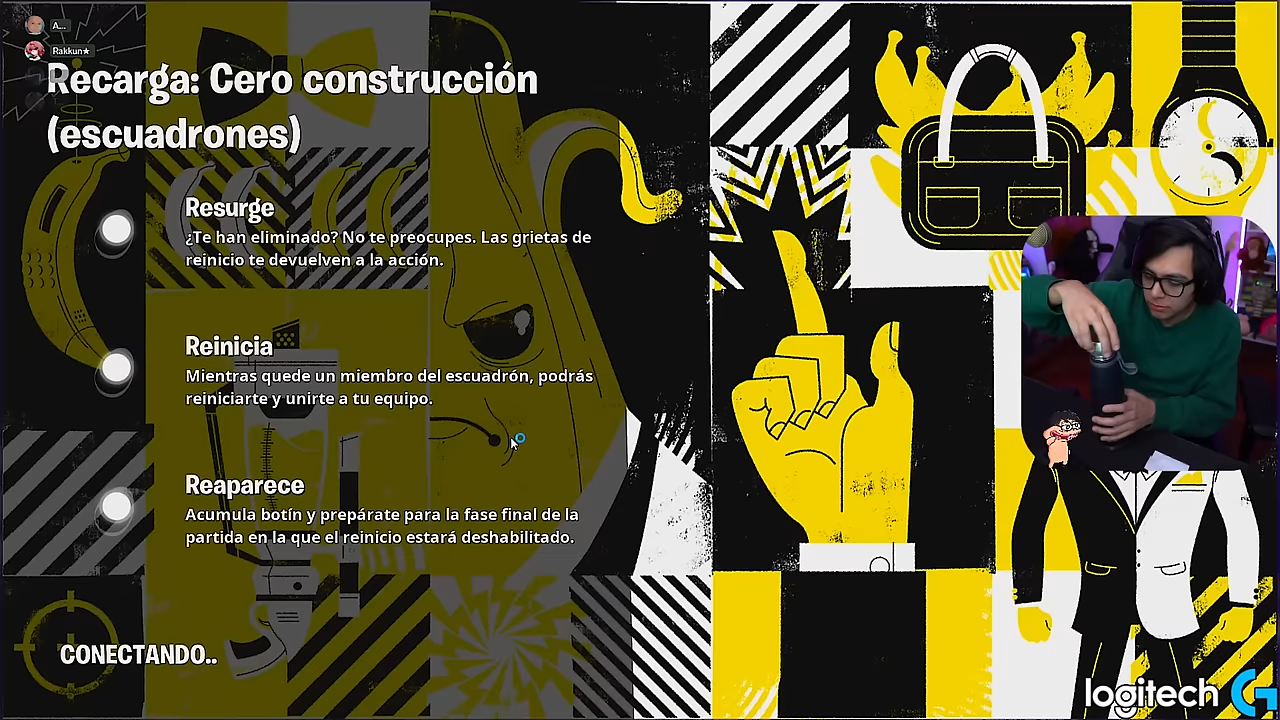 A...
Rakkun★
Recarga: Cero construcción
(escuadrones)
Resurge
¿Te han eliminado? No te preocupes. Las grietas de
reinicio te devuelven a la acción.
Reinicia
Mientras quede un miembro del escuadrón, podrás
reiniciarte y unirte a tu equipo.
Reaparece
Acumula botín y prepárate para la fase final de la
partida en la que el reinicio estará deshabilitado.
CONECTANDO..
logitech G